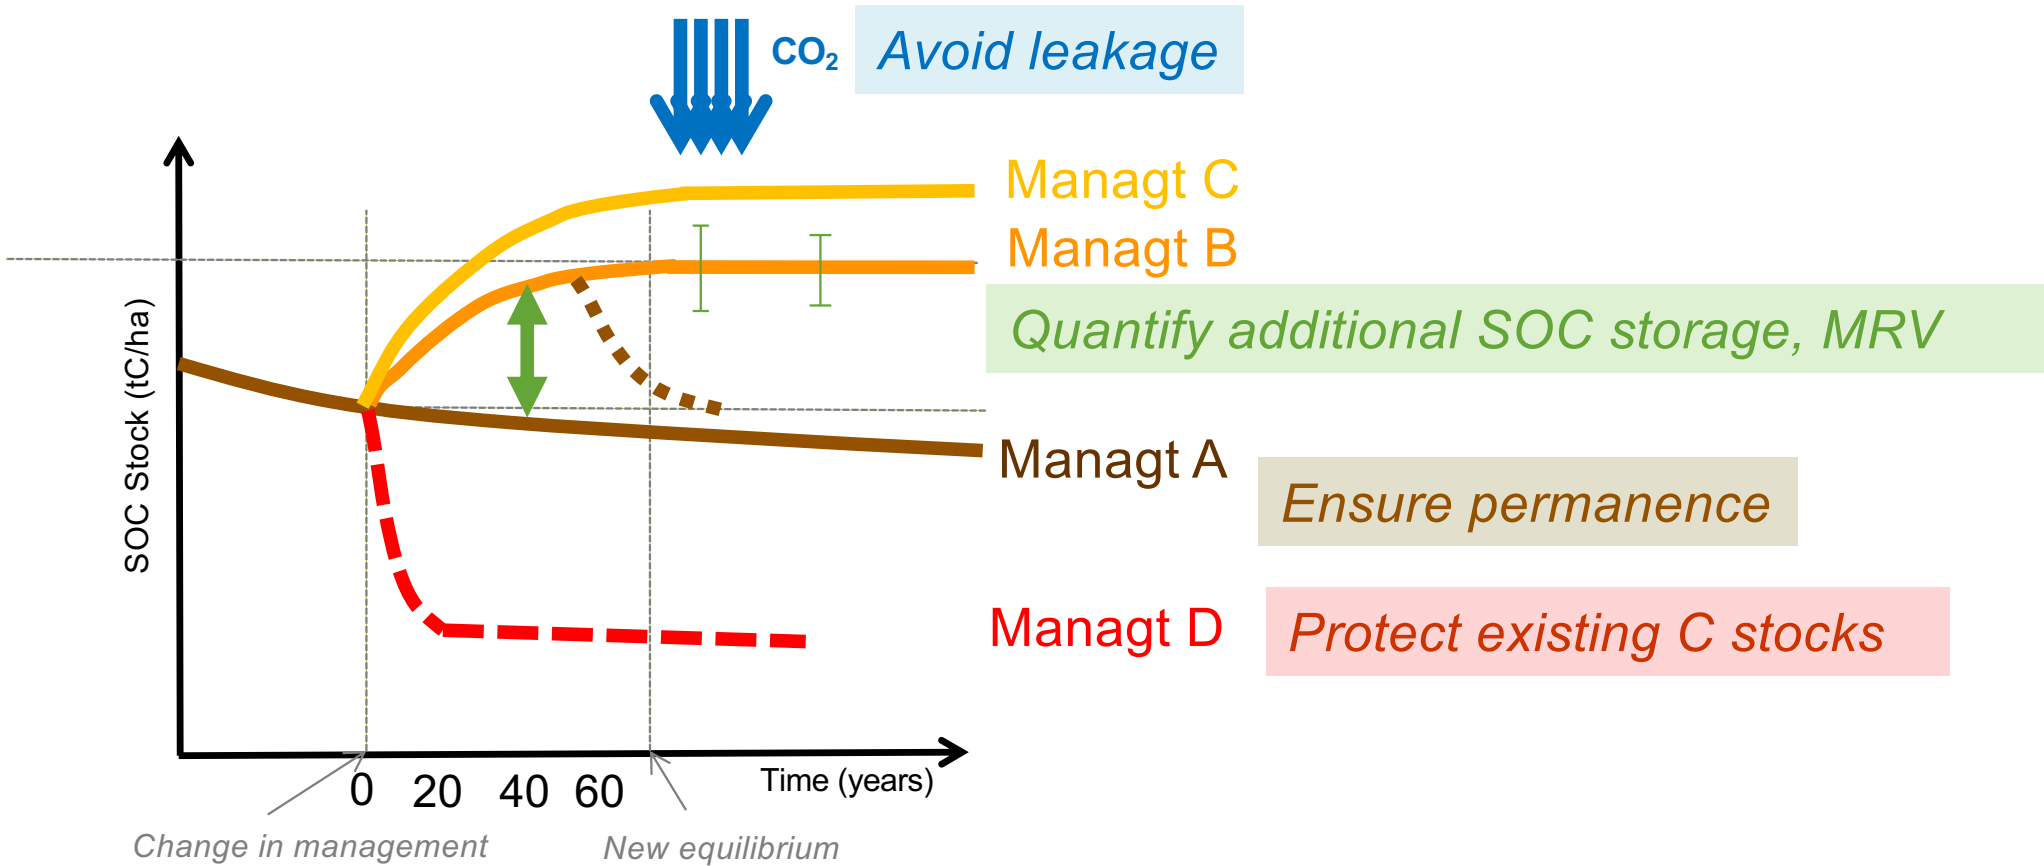 CO₂
Avoid leakage
Managt C
Managt B
Quantify additional SOC storage, MRV
SOC Stock (tC/ha)
Managt A
Ensure permanence
Managt D
Protect existing C stocks
0 20 40 60
Time (years)
Change in management
New equilibrium